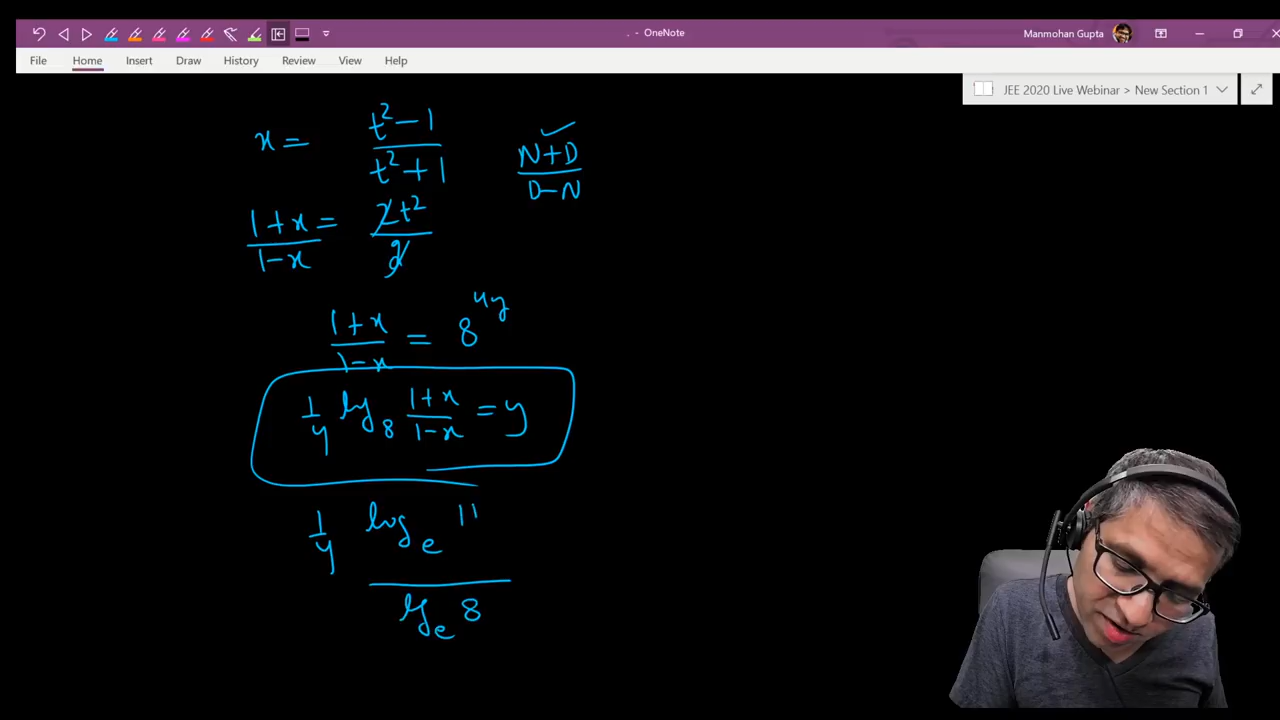 . - OneNote
Manmohan Gupta
File Home Insert Draw History Review View Help
JEE 2020 Live Webinar > New Section 1
x = (t² - 1)/(t² + 1)
(N+D)/(D-N) ✓
(1+x)/(1-x) = 2t²/2
(1+x)/(1-x) = 8^(4y)
1/4 log₈ (1+x)/(1-x) = y
1/4 (logₑ 11)/(logₑ 8)